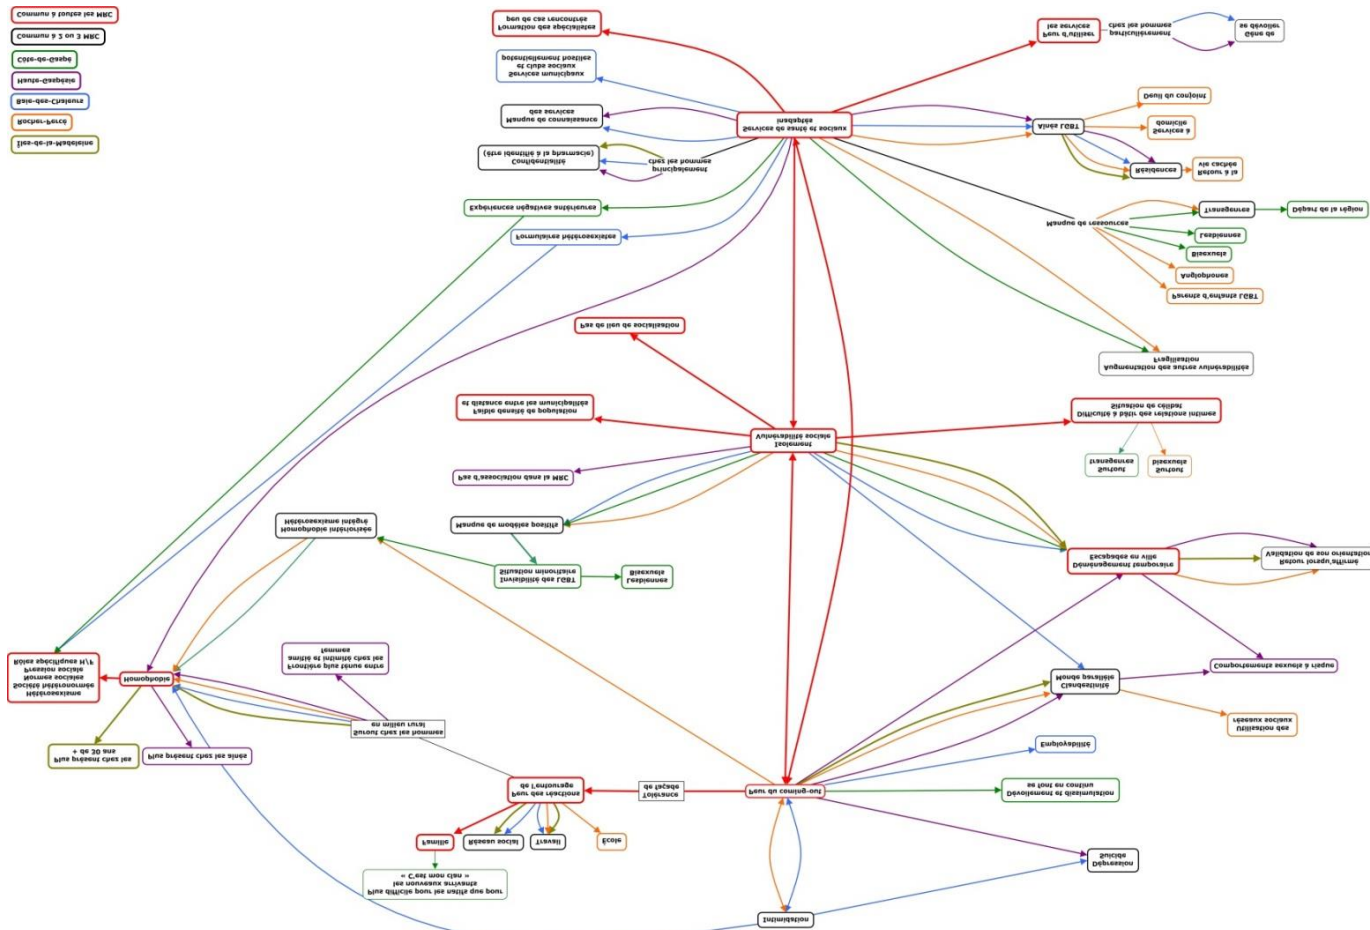 Intimidation
Plus difficile pour les natifs que pour
les nouveaux arrivants
« C'est mon clan »
Dépression
Suicide
Famille
Réseau social
Travail
École
Peur des réactions
de l'entourage
Tolérance
de façade
Peur du coming-out
Dévoilement et dissimulation
se font en continu
Plus présent chez les
+ de 30 ans
Plus présent chez les aînés
Employabilité
Surout chez les hommes
en milieu rural
Utilisation des
réseaux sociaux
Hétérosexisme
Société hétéronormée
Normes sociales
Pression sociale
Rôles spécifiques H/F
Homophobie
Clandestinité
Monde parallèle
Frontière plus ténue entre
amitié et intimité chez les
femmes
Comportements sexuels à risque
Invisibilité des LGBT
Situation minoritaire
Lesbiennes
Bisexuels
Déménagement temporaire
Escapades en ville
Retour lorsqu'affirmé
Validation de son orientation
Homophobie intériorisée
Hétérosexisme intégré
Manque de modèles positifs
Pas d'association dans la MRC
Surtout
transgenres
Surtout
bisexuels
Isolement
Vulnérabilité sociale
Faible densité de population
et distance entre les municipalités
Difficulté à bâtir des relations intimes
Situation de célibat
Augmentation des autres vulnérabilités
Fragilisation
Pas de lieu de socialisation
Parents d'enfants LGBT
Anglophones
Bisexuels
Lesbiennes
Formulaires hétérosexistes
Manque de ressources
Transgenres
Départ de la région
Expériences négatives antérieures
principalement
chez les hommes
Confidentialité
(être identifié à la pharmacie)
Résidences
Retour à la
vie cachée
Services de santé et sociaux
inadaptés
Aînés LGBT
Services à
domicile
Manque de connaissance
des services
Deuil du conjoint
Services municipaux
et clubs sociaux
potentiellement hostiles
Formation des spécialistes
peu de cas rencontrés
Peur d'utiliser
les services
particulièrement
chez les hommes
Gêne de
se dévoiler
Îles-de-la-Madeleine
Rocher-Percé
Baie-des-Chaleurs
Haute-Gaspésie
Côte-de-Gaspé
Commun à 2 ou 3 MRC
Commun à toutes les MRC